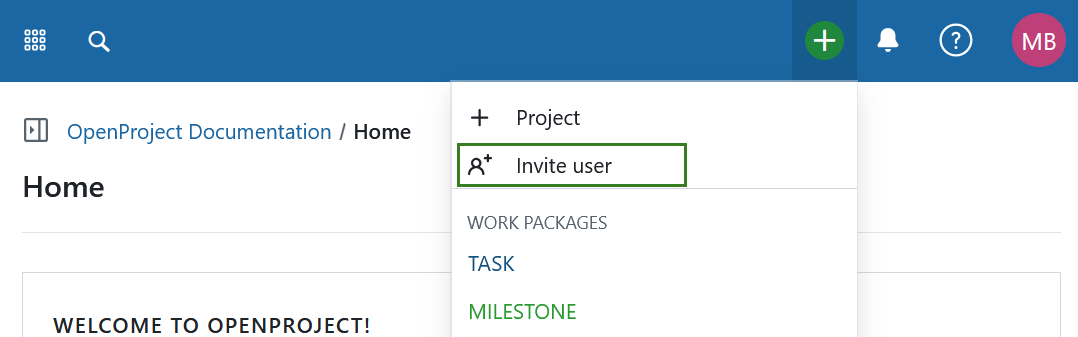 MB
Project
OpenProject Documentation / Home
Invite user
Home
WORK PACKAGES
TASK
MILESTONE
WELCOME TO OPENPROJECT!